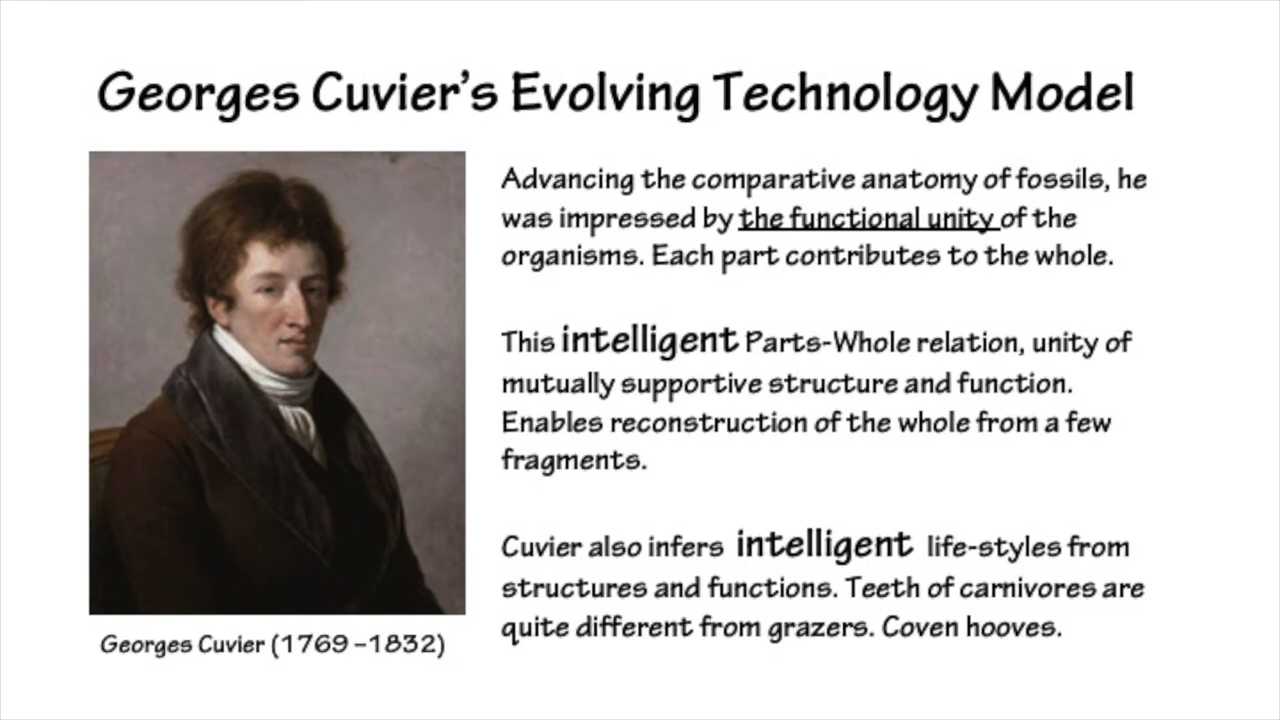 Georges Cuvier's Evolving Technology Model
Advancing the comparative anatomy of fossils, he
was impressed by the functional unity of the
organisms. Each part contributes to the whole.
This intelligent Parts-Whole relation, unity of
mutually supportive structure and function.
Enables reconstruction of the whole from a few
fragments.
Cuvier also infers intelligent life-styles from
structures and functions. Teeth of carnivores are
quite different from grazers. Coven hooves.
Georges Cuvier (1769 –1832)